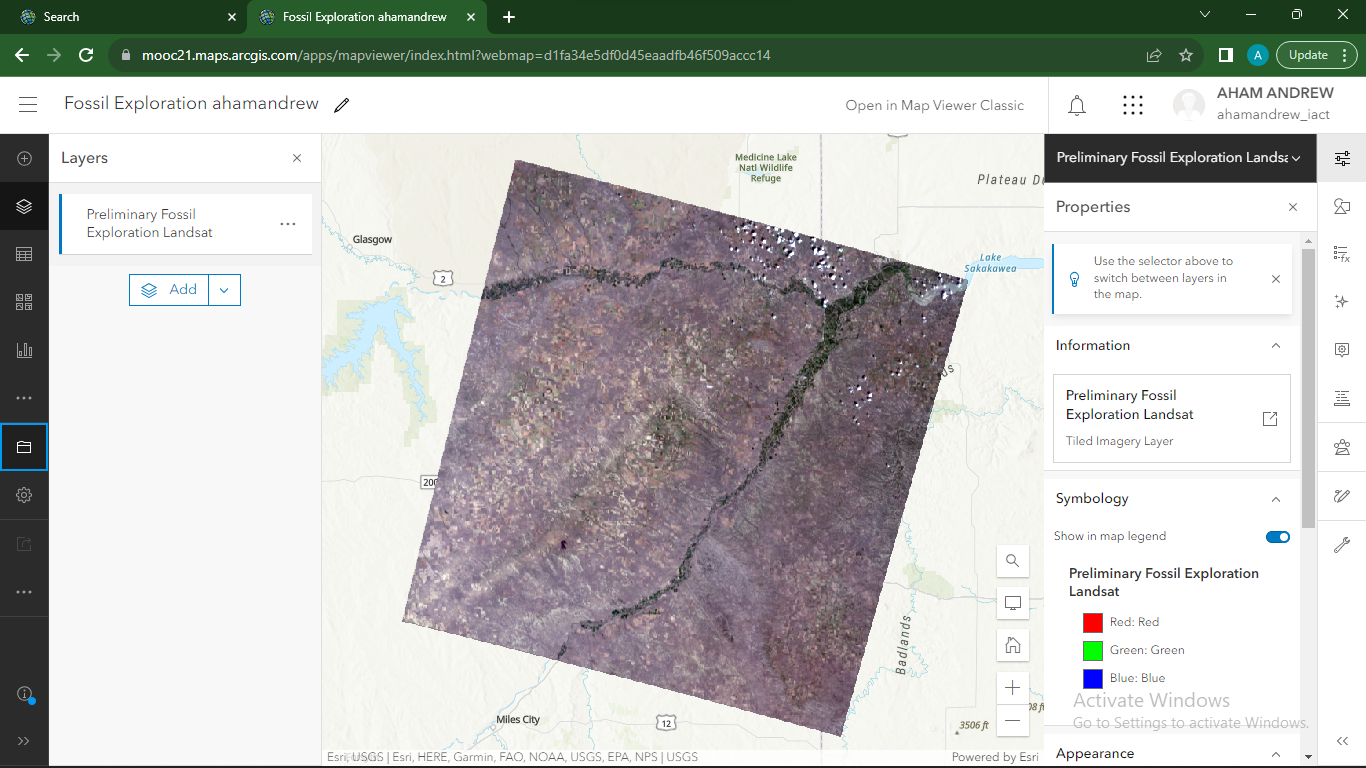 Search
Fossil Exploration ahamandrew
mooc21.maps.arcgis.com/apps/mapviewer/index.html?webmap=d1fa34e5df0d45eaadfb46f509accc14
A
Update
Fossil Exploration ahamandrew
Open in Map Viewer Classic
AHAM ANDREW
ahamandrew_iact
Layers
Preliminary Fossil
Exploration Landsat
Add
Medicine Lake
Natl Wildlife
Refuge
Plateau Du
Glasgow
2
Lake
Sakakawea
200
Badlands
Miles City
12
3506 ft
08 ft
Esri, USGS | Esri, HERE, Garmin, FAO, NOAA, USGS, EPA, NPS | USGS
Powered by Esri
Preliminary Fossil Exploration Landsa
Properties
Use the selector above to
switch between layers in
the map.
Information
Preliminary Fossil
Exploration Landsat
Tiled Imagery Layer
Symbology
Show in map legend
Preliminary Fossil Exploration
Landsat
Red: Red
Green: Green
Blue: Blue
Activate Windows
Go to Settings to activate Windows.
Appearance